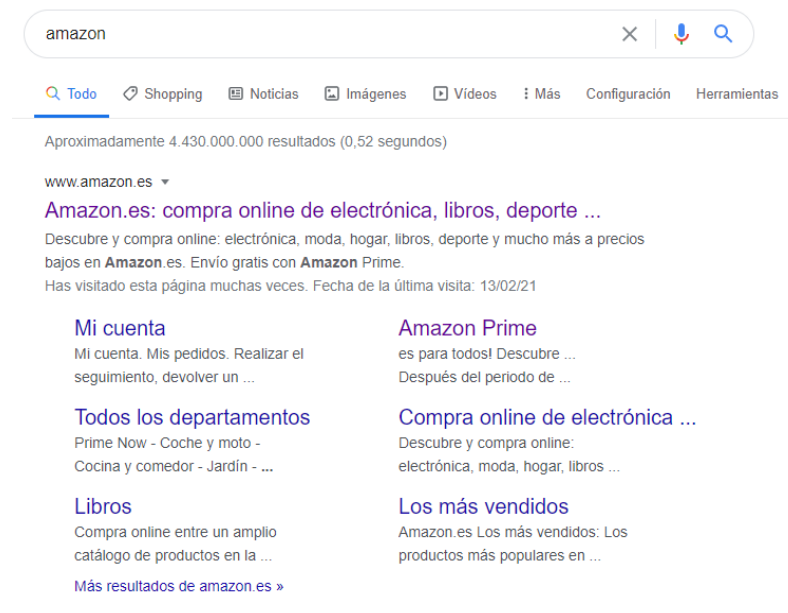 amazon
Todo Shopping Noticias Imágenes Vídeos Más Configuración Herramientas
Aproximadamente 4.430.000.000 resultados (0,52 segundos)
www.amazon.es
Amazon.es: compra online de electrónica, libros, deporte ...
Descubre y compra online: electrónica, moda, hogar, libros, deporte y mucho más a precios
bajos en Amazon.es. Envío gratis con Amazon Prime.
Has visitado esta página muchas veces. Fecha de la última visita: 13/02/21
Mi cuenta
Mi cuenta. Mis pedidos. Realizar el
seguimiento, devolver un ...
Amazon Prime
es para todos! Descubre ...
Después del periodo de ...
Todos los departamentos
Prime Now - Coche y moto -
Cocina y comedor - Jardín - ...
Compra online de electrónica ...
Descubre y compra online:
electrónica, moda, hogar, libros ...
Libros
Compra online entre un amplio
catálogo de productos en la ...
Los más vendidos
Amazon.es Los más vendidos: Los
productos más populares en ...
Más resultados de amazon.es »